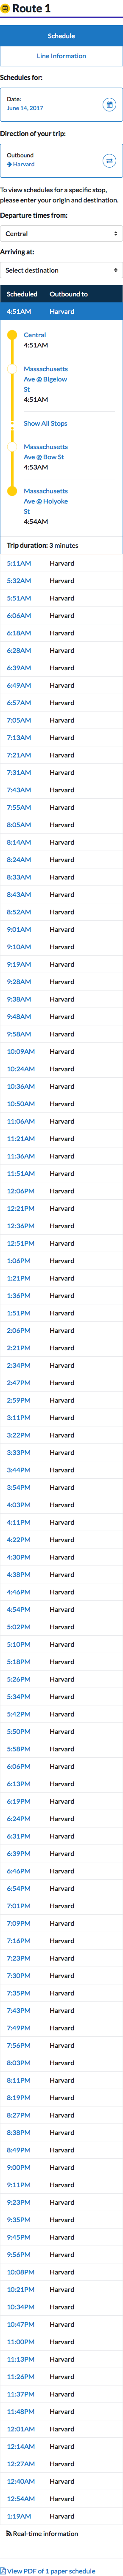 Route 1
Schedule
Line Information
Schedules for:
Date:
June 14, 2017
Direction of your trip:
Outbound
Harvard
To view schedules for a specific stop,
please enter your origin and destination.
Departure times from:
Central
Arriving at:
Select destination
Scheduled Outbound to
4:51AM Harvard
Central
4:51AM
Massachusetts
Ave @ Bigelow
St
4:51AM
Show All Stops
Massachusetts
Ave @ Bow St
4:53AM
Massachusetts
Ave @ Holyoke
St
4:54AM
Trip duration: 3 minutes
5:11AM Harvard
5:32AM Harvard
5:51AM Harvard
6:06AM Harvard
6:18AM Harvard
6:28AM Harvard
6:39AM Harvard
6:49AM Harvard
6:57AM Harvard
7:05AM Harvard
7:13AM Harvard
7:21AM Harvard
7:31AM Harvard
7:43AM Harvard
7:55AM Harvard
8:05AM Harvard
8:14AM Harvard
8:24AM Harvard
8:33AM Harvard
8:43AM Harvard
8:52AM Harvard
9:01AM Harvard
9:10AM Harvard
9:19AM Harvard
9:28AM Harvard
9:38AM Harvard
9:48AM Harvard
9:58AM Harvard
10:09AM Harvard
10:24AM Harvard
10:36AM Harvard
10:50AM Harvard
11:06AM Harvard
11:21AM Harvard
11:36AM Harvard
11:51AM Harvard
12:06PM Harvard
12:21PM Harvard
12:36PM Harvard
12:51PM Harvard
1:06PM Harvard
1:21PM Harvard
1:36PM Harvard
1:51PM Harvard
2:06PM Harvard
2:21PM Harvard
2:34PM Harvard
2:47PM Harvard
2:59PM Harvard
3:11PM Harvard
3:22PM Harvard
3:33PM Harvard
3:44PM Harvard
3:54PM Harvard
4:03PM Harvard
4:11PM Harvard
4:22PM Harvard
4:30PM Harvard
4:38PM Harvard
4:46PM Harvard
4:54PM Harvard
5:02PM Harvard
5:10PM Harvard
5:18PM Harvard
5:26PM Harvard
5:34PM Harvard
5:42PM Harvard
5:50PM Harvard
5:58PM Harvard
6:06PM Harvard
6:13PM Harvard
6:19PM Harvard
6:24PM Harvard
6:31PM Harvard
6:39PM Harvard
6:46PM Harvard
6:54PM Harvard
7:01PM Harvard
7:09PM Harvard
7:16PM Harvard
7:23PM Harvard
7:30PM Harvard
7:35PM Harvard
7:43PM Harvard
7:49PM Harvard
7:56PM Harvard
8:03PM Harvard
8:11PM Harvard
8:19PM Harvard
8:27PM Harvard
8:38PM Harvard
8:49PM Harvard
9:00PM Harvard
9:11PM Harvard
9:23PM Harvard
9:35PM Harvard
9:45PM Harvard
9:56PM Harvard
10:08PM Harvard
10:21PM Harvard
10:34PM Harvard
10:47PM Harvard
11:00PM Harvard
11:13PM Harvard
11:26PM Harvard
11:37PM Harvard
11:48PM Harvard
12:01AM Harvard
12:14AM Harvard
12:27AM Harvard
12:40AM Harvard
12:54AM Harvard
1:19AM Harvard
Real-time information
View PDF of 1 paper schedule